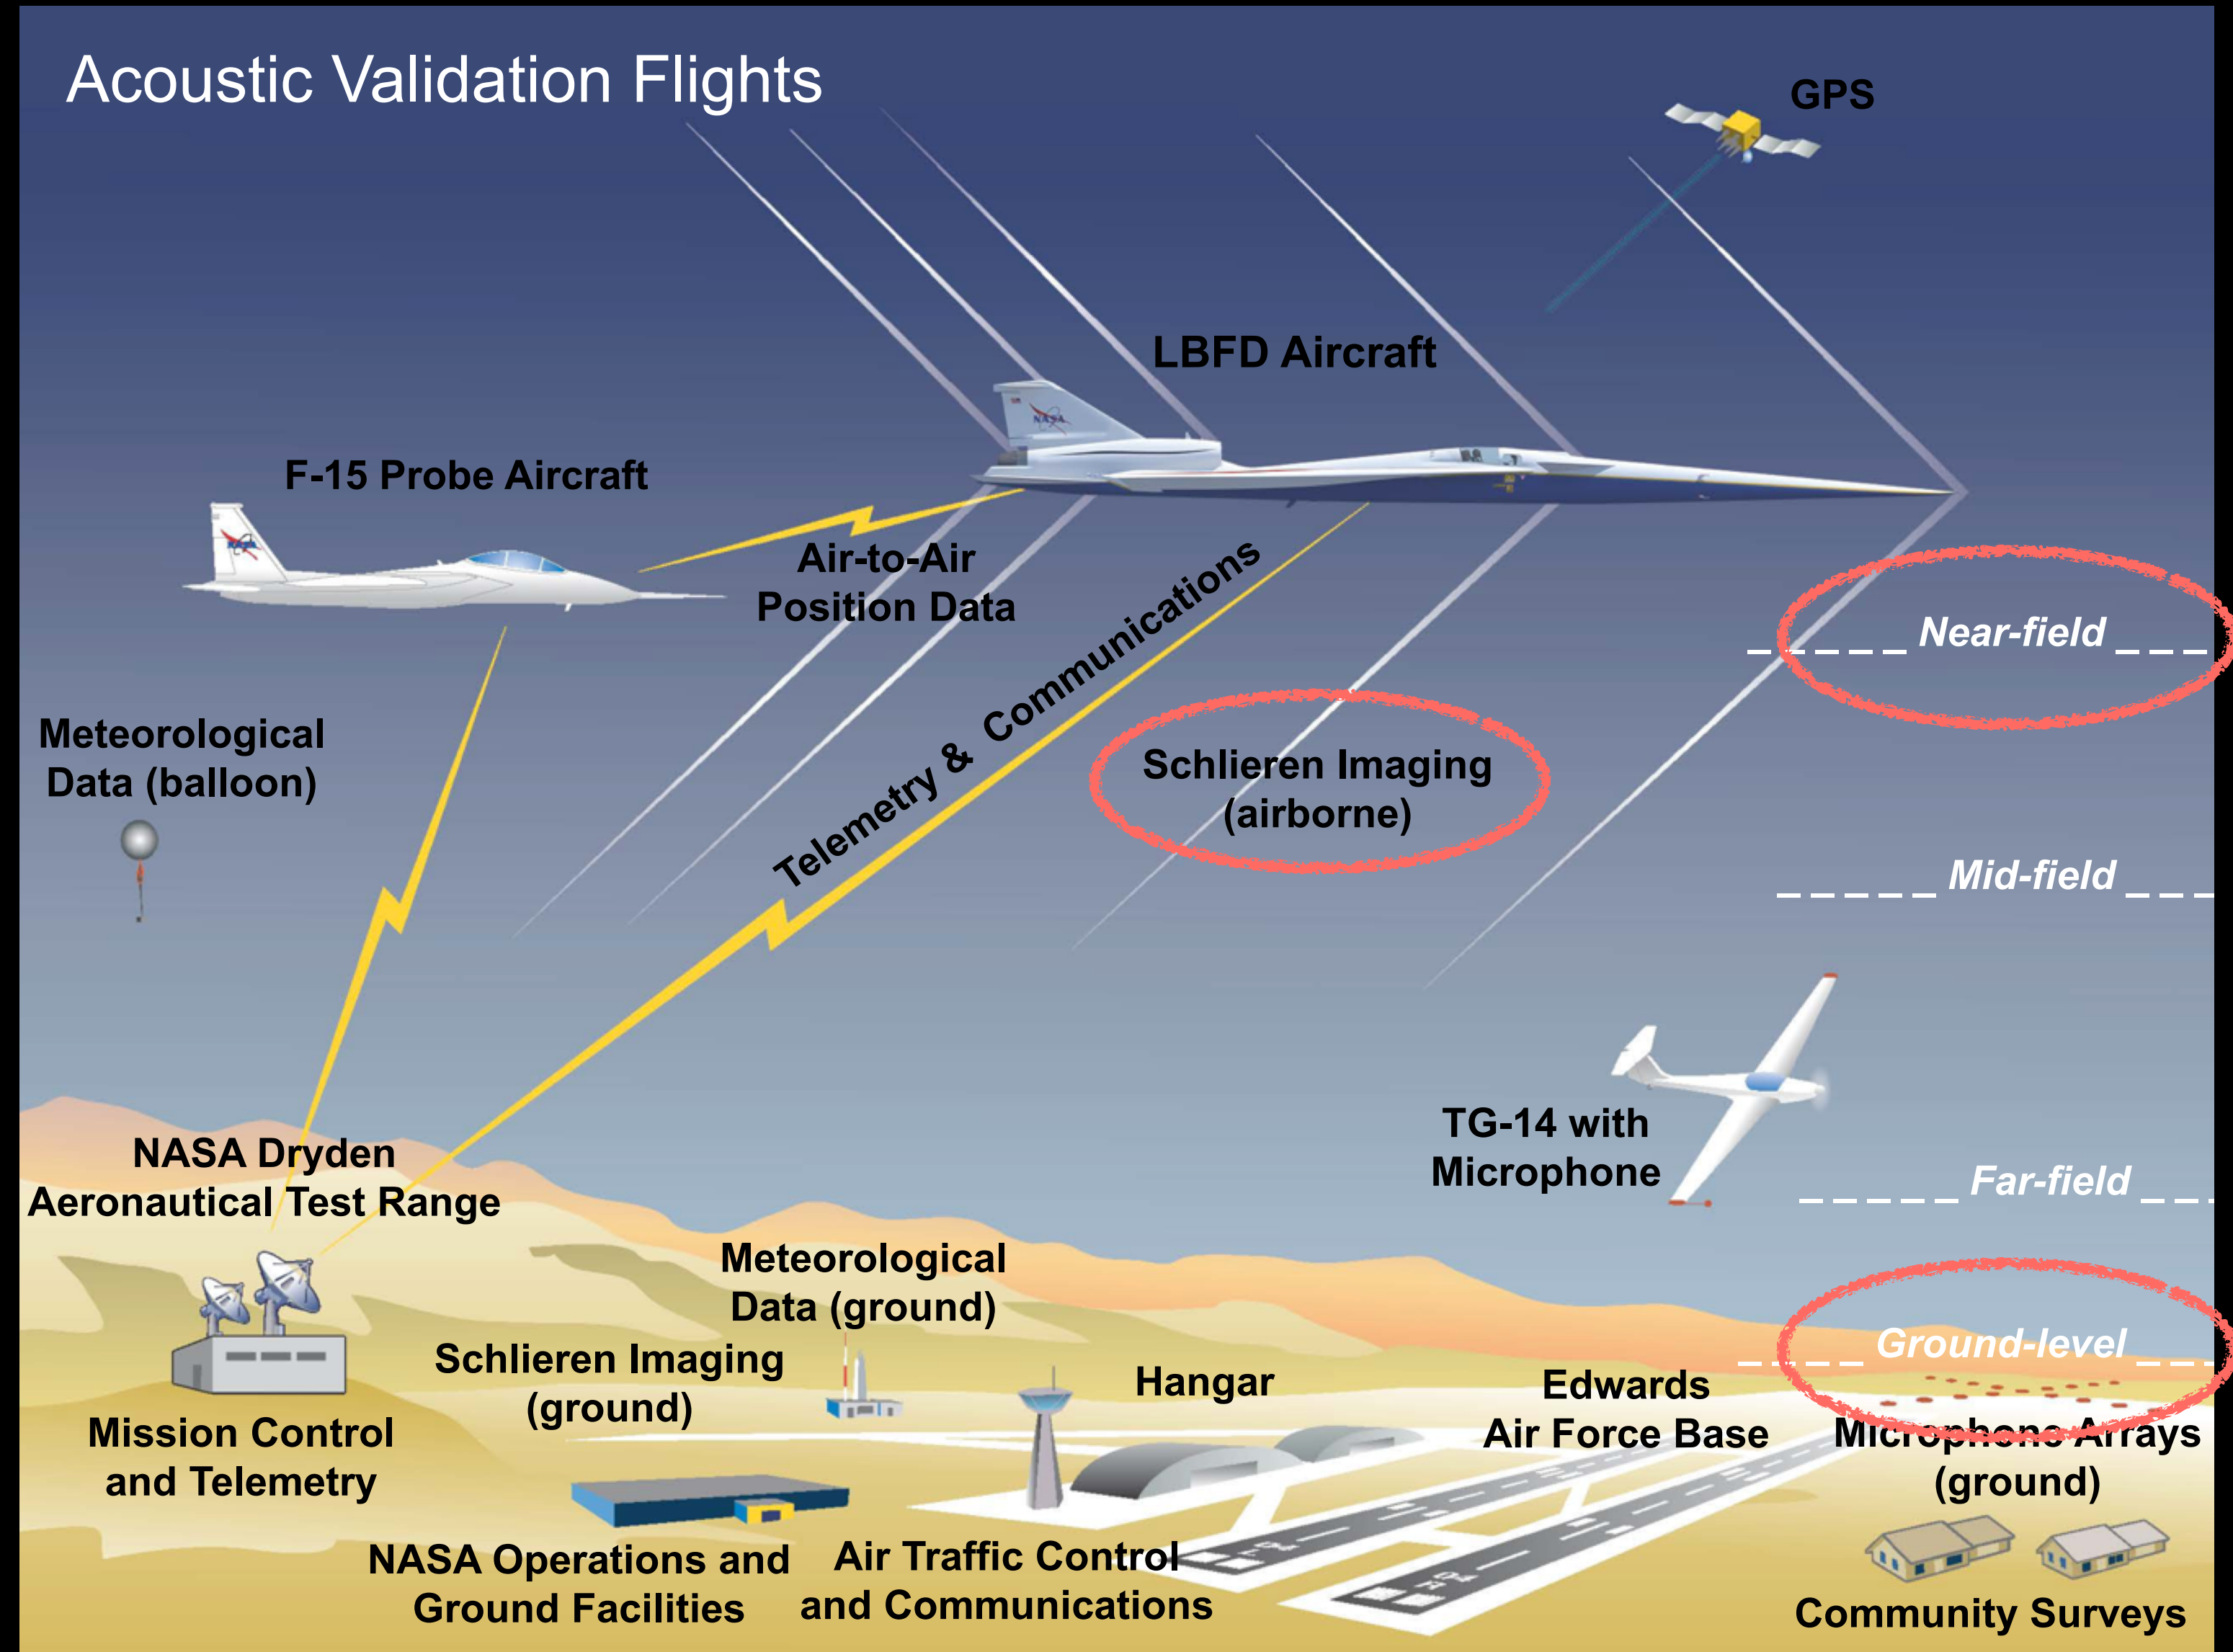 Acoustic Validation Flights
GPS
LBFD Aircraft
NASA
F-15 Probe Aircraft
Air-to-Air
Position Data
Telemetry & Communications
Near-field
Meteorological
Data (balloon)
Schlieren Imaging
(airborne)
Mid-field
TG-14 with
Microphone
NASA Dryden
Aeronautical Test Range
Far-field
Meteorological
Data (ground)
Ground-level
Schlieren Imaging
(ground)
Hangar
Edwards
Air Force Base
Microphone Arrays
(ground)
Mission Control
and Telemetry
NASA Operations and
Ground Facilities
Air Traffic Control
and Communications
Community Surveys